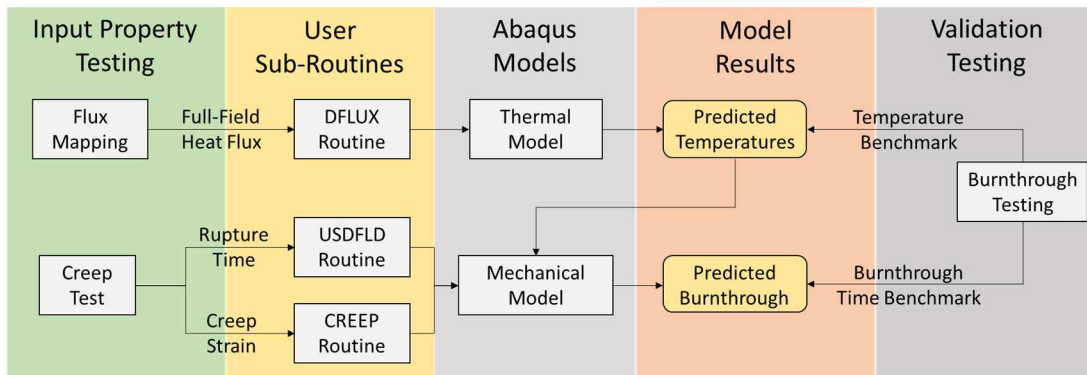 Input Property
Testing
User
Sub-Routines
Abaqus
Models
Model
Results
Validation
Testing
Flux
Mapping
Full-Field
Heat Flux
DFLUX
Routine
Thermal
Model
Predicted
Temperatures
Temperature
Benchmark
Burnthrough
Testing
Creep
Test
Rupture
Time
USDFLD
Routine
Creep
Strain
CREEP
Routine
Mechanical
Model
Predicted
Burnthrough
Burnthrough
Time Benchmark